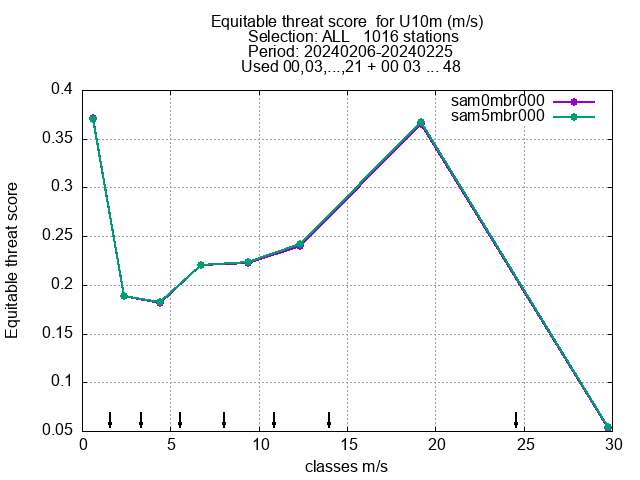 Equitable threat score  for U10m (m/s)
Selection: ALL   1016 stations
Period: 20240206-20240225
Used 00,03,...,21 + 00 03 ... 48
sam0mbr000
sam5mbr000
Equitable threat score
0.4
0.35
0.3
0.25
0.2
0.15
0.1
0.05
0 5 10 15 20 25 30
classes m/s